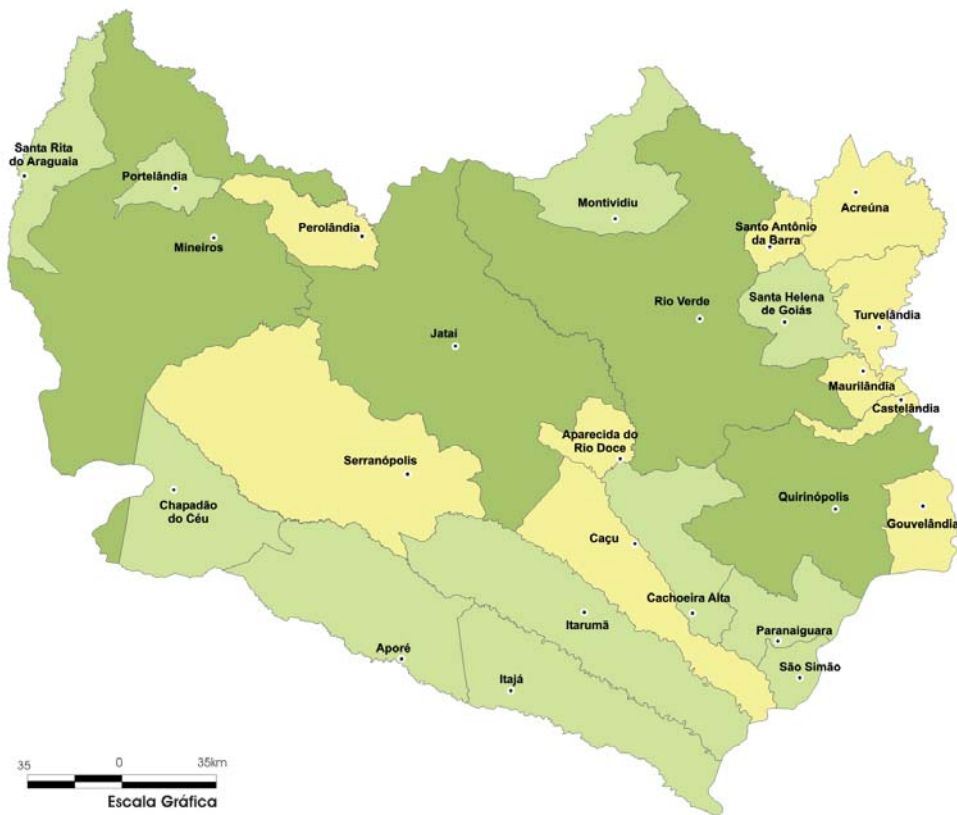 Santa Rita
do Araguaia
Portelândia
Montividiu
Acreúna
Perolândia
Santo Antônio
da Barra
Mineiros
Rio Verde
Santa Helena
de Goiás
Turvelândia
Jataí
Maurilândia
Castelândia
Aparecida do
Rio Doce
Serranópolis
Chapadão
do Céu
Quirinópolis
Gouvelândia
Caçu
Cachoeira Alta
Itarumã
Paranaiguara
Aporé
São Simão
Itajá
35 0 35km
Escala Gráfica